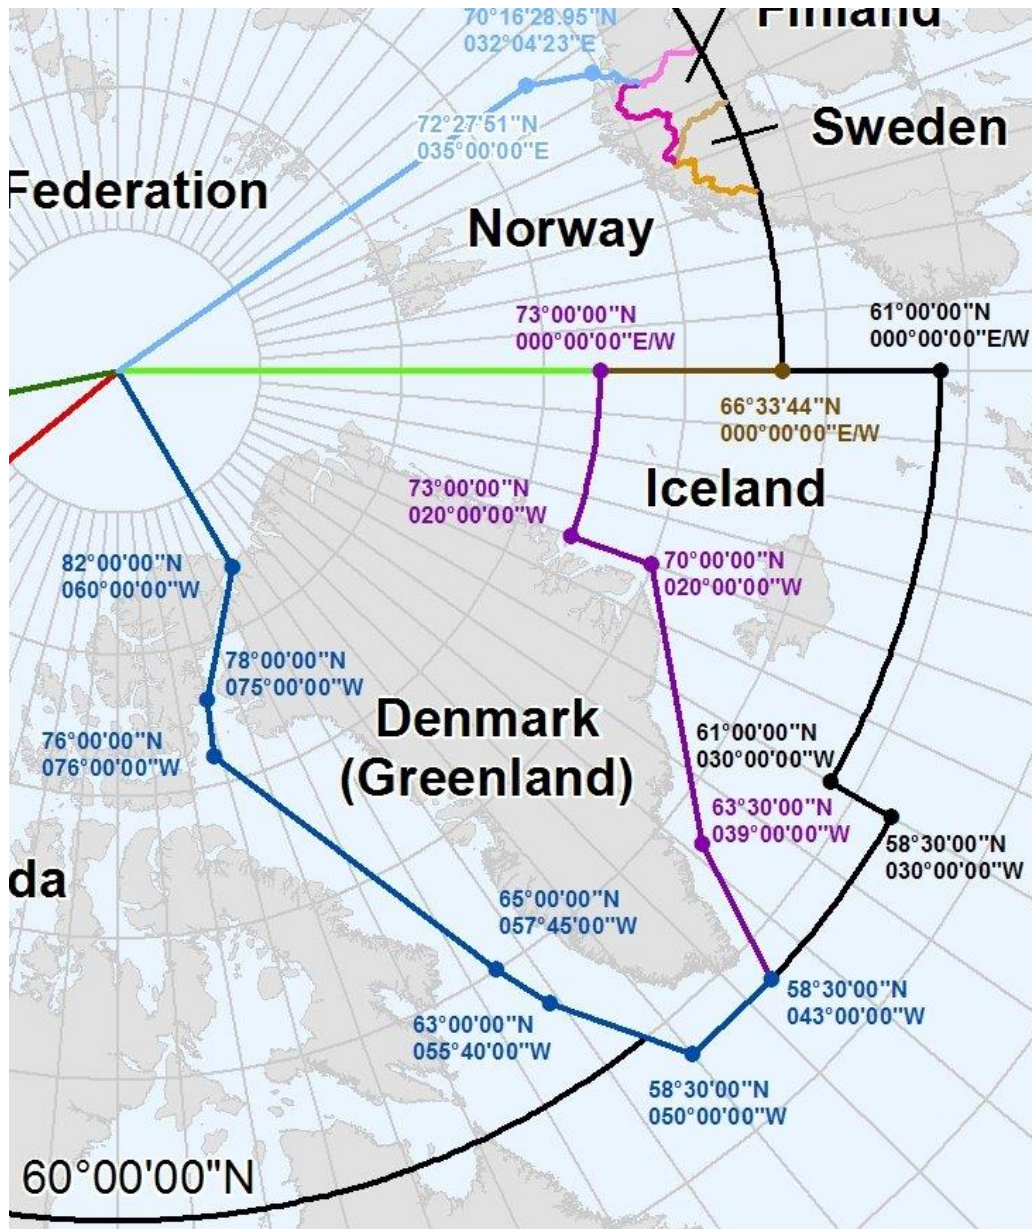 Finland
70°16'28.95"N
032°04'23"E
Sweden
72°27'51"N
035°00'00"E
Federation
Norway
73°00'00"N
000°00'00"E/W
61°00'00"N
000°00'00"E/W
66°33'44"N
000°00'00"E/W
Iceland
73°00'00"N
020°00'00"W
70°00'00"N
020°00'00"W
82°00'00"N
060°00'00"W
78°00'00"N
075°00'00"W
76°00'00"N
076°00'00"W
Denmark
(Greenland)
61°00'00"N
030°00'00"W
63°30'00"N
039°00'00"W
58°30'00"N
030°00'00"W
da
65°00'00"N
057°45'00"W
63°00'00"N
055°40'00"W
58°30'00"N
043°00'00"W
58°30'00"N
050°00'00"W
60°00'00"N